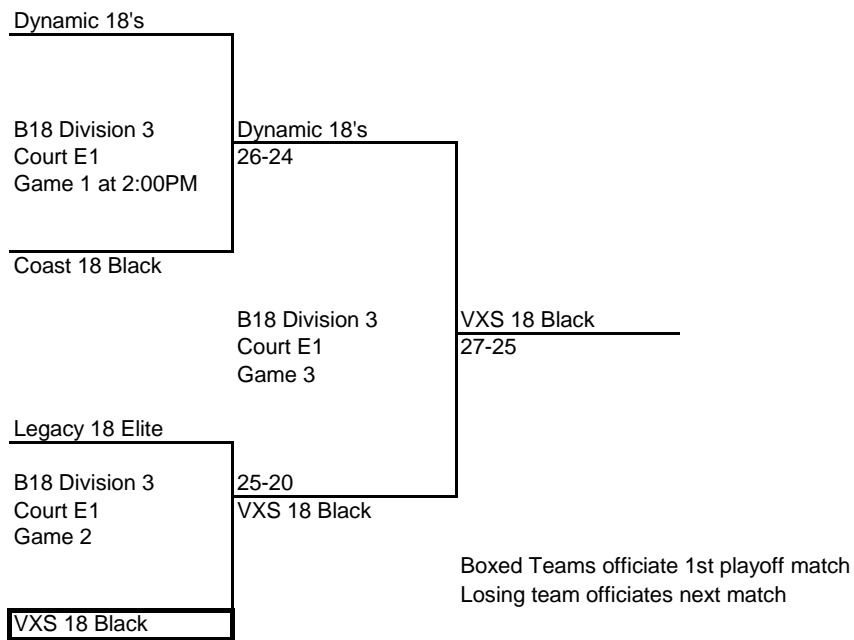 Dynamic 18's
B18 Division 3
Court E1
Game 1 at 2:00PM
Dynamic 18's
26-24
Coast 18 Black
B18 Division 3
Court E1
Game 3
VXS 18 Black
27-25
Legacy 18 Elite
B18 Division 3
Court E1
Game 2
25-20
VXS 18 Black
Boxed Teams officiate 1st playoff match
Losing team officiates next match
VXS 18 Black